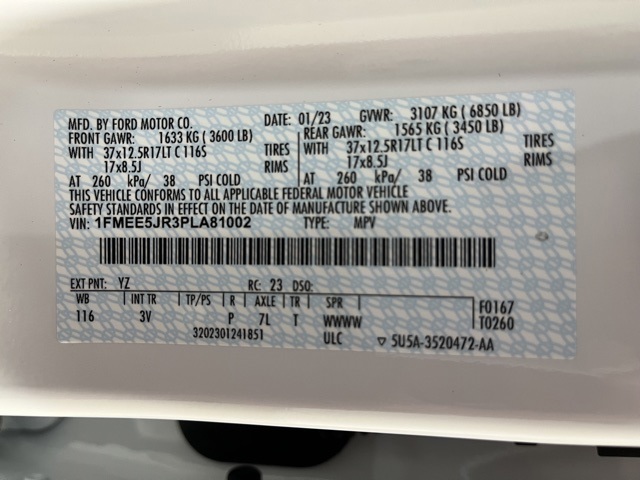 MFD. BY FORD MOTOR CO. DATE: 01/23 GVWR: 3107 KG ( 6850 LB)
FRONT GAWR: 1633 KG ( 3600 LB) REAR GAWR: 1565 KG ( 3450 LB)
WITH 37x12.5R17LT C 116S TIRES WITH 37x12.5R17LT C 116S TIRES
17x8.5J RIMS 17x8.5J RIMS
AT 260 kPa/ 38 PSI COLD AT 260 kPa/ 38 PSI COLD
THIS VEHICLE CONFORMS TO ALL APPLICABLE FEDERAL MOTOR VEHICLE
SAFETY STANDARDS IN EFFECT ON THE DATE OF MANUFACTURE SHOWN ABOVE.
VIN: 1FMEE5JR3PLA81002 TYPE: MPV
EXT PNT: YZ RC: 23 DSO:
WB INT TR TP/PS R AXLE TR SPR F0167
116 3V P 7L T WWWW T0260
3202301241851 ULC ▽ 5U5A-3520472-AA